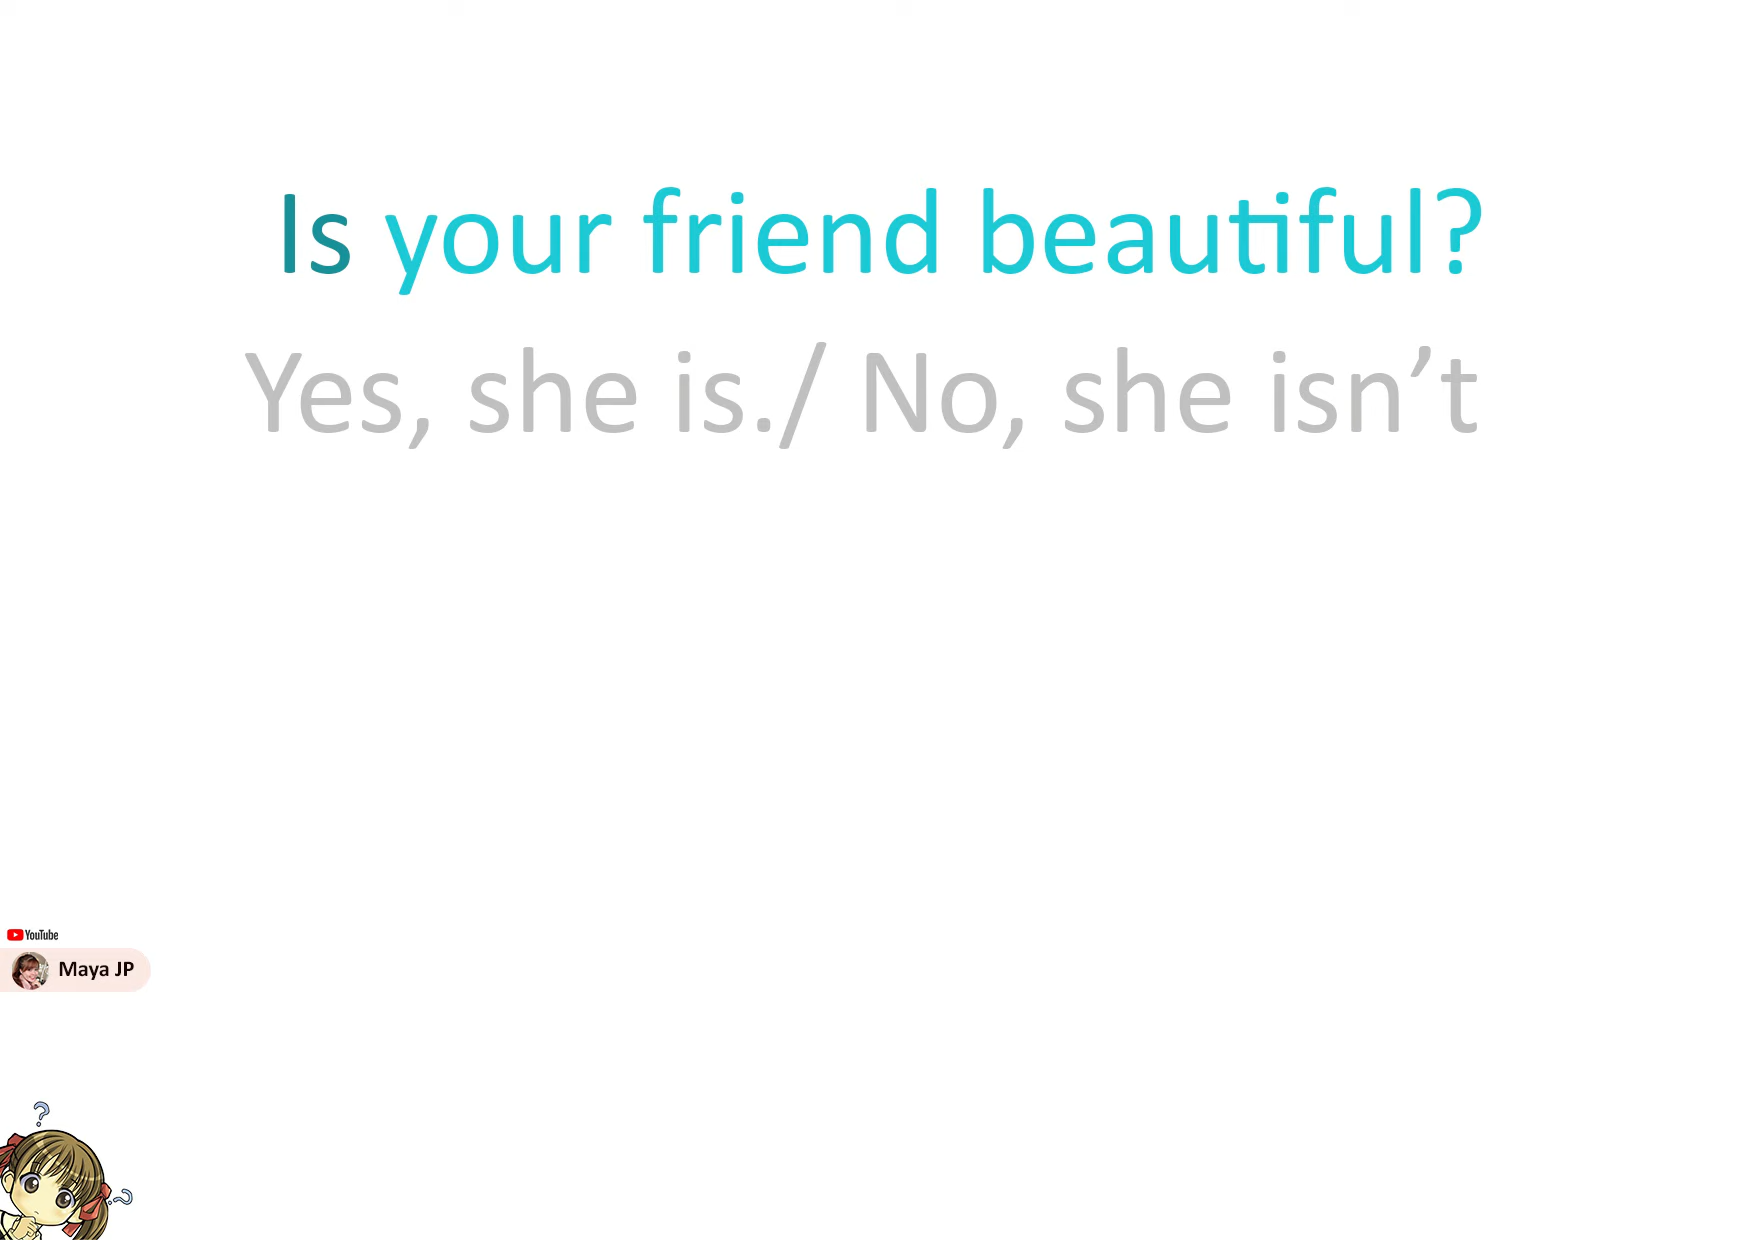 Is your friend beautiful?
Yes, she is./ No, she isn’t
YouTube
Maya JP
? ?